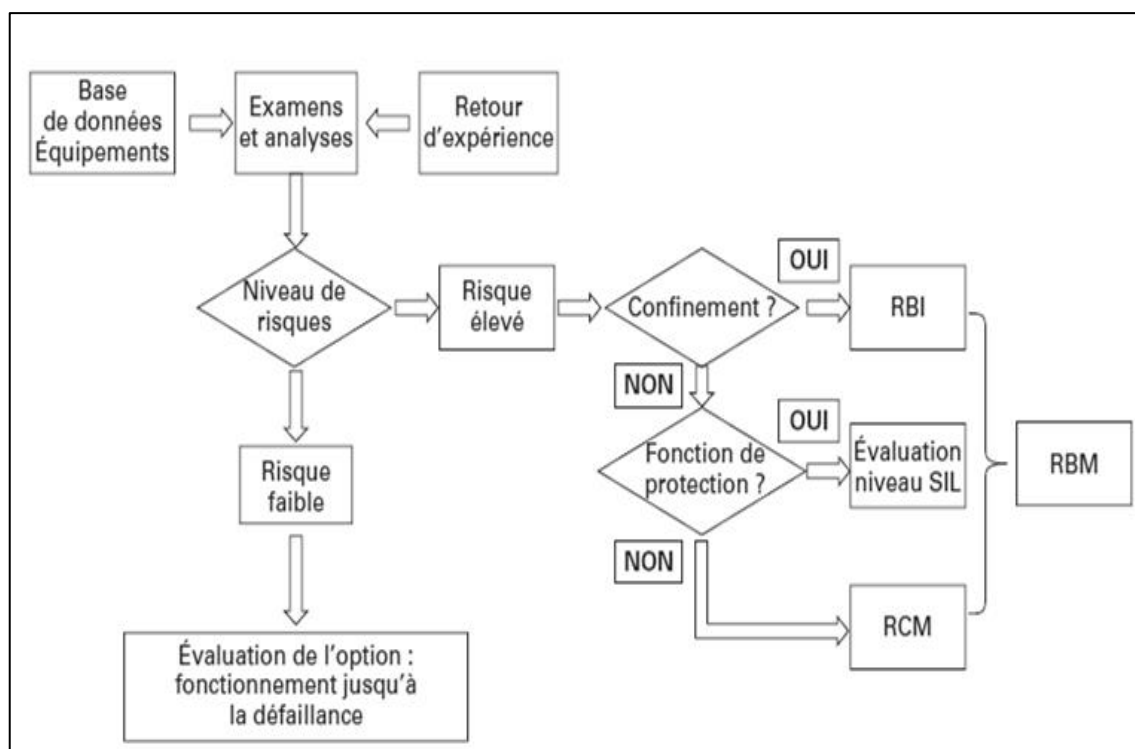 Base
de données
Équipements
Examens
et analyses
Retour
d'expérience
Niveau de
risques
Risque
élevé
Confinement ?
OUI
RBI
NON
Risque
faible
Fonction de
protection ?
OUI
Évaluation
niveau SIL
RBM
NON
RCM
Évaluation de l'option :
fonctionnement jusqu'à
la défaillance